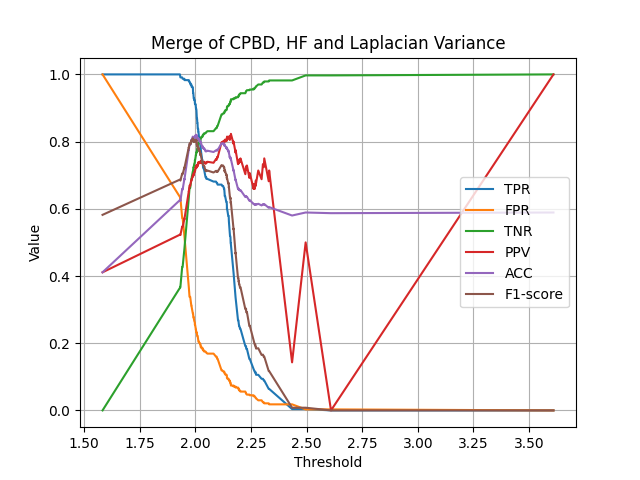 Merge of CPBD, HF and Laplacian Variance
1.0
0.8
0.6
0.4
0.2
0.0
Value
TPR
FPR
TNR
PPV
ACC
F1-score
1.50 1.75 2.00 2.25 2.50 2.75 3.00 3.25 3.50
Threshold